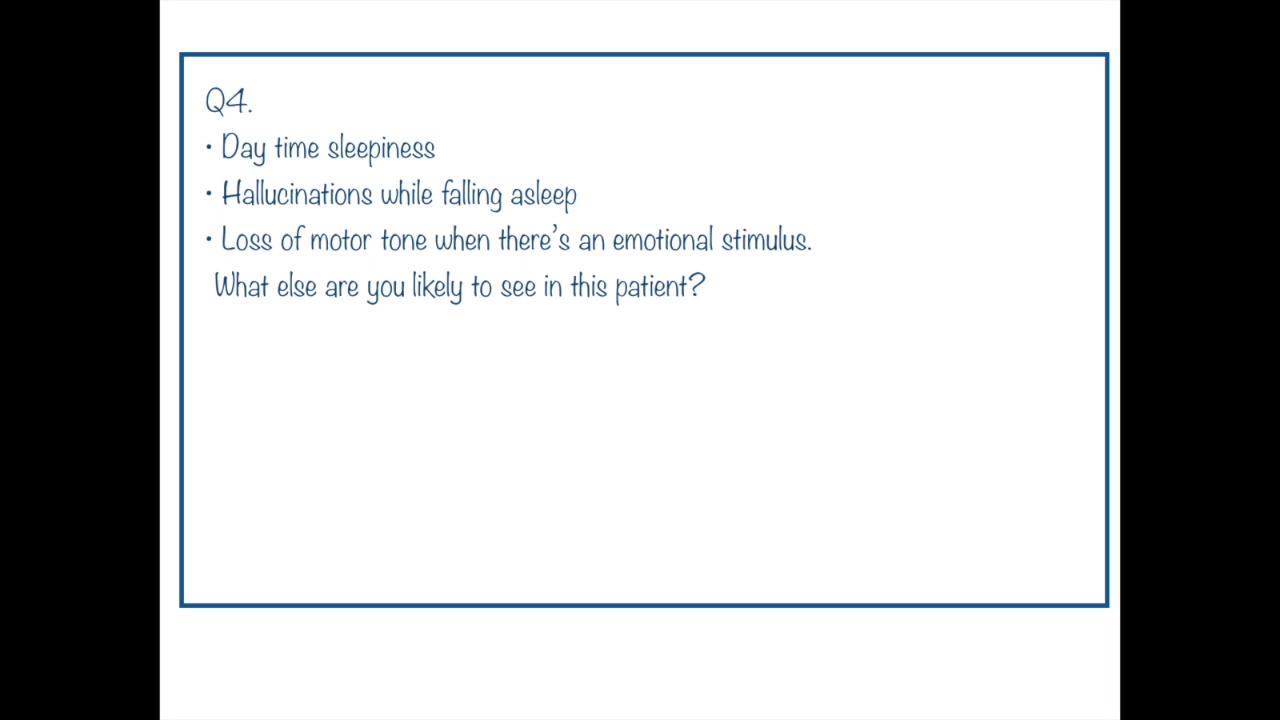 Q4.
• Day time sleepiness
• Hallucinations while falling asleep
• Loss of motor tone when there's an emotional stimulus.
What else are you likely to see in this patient?